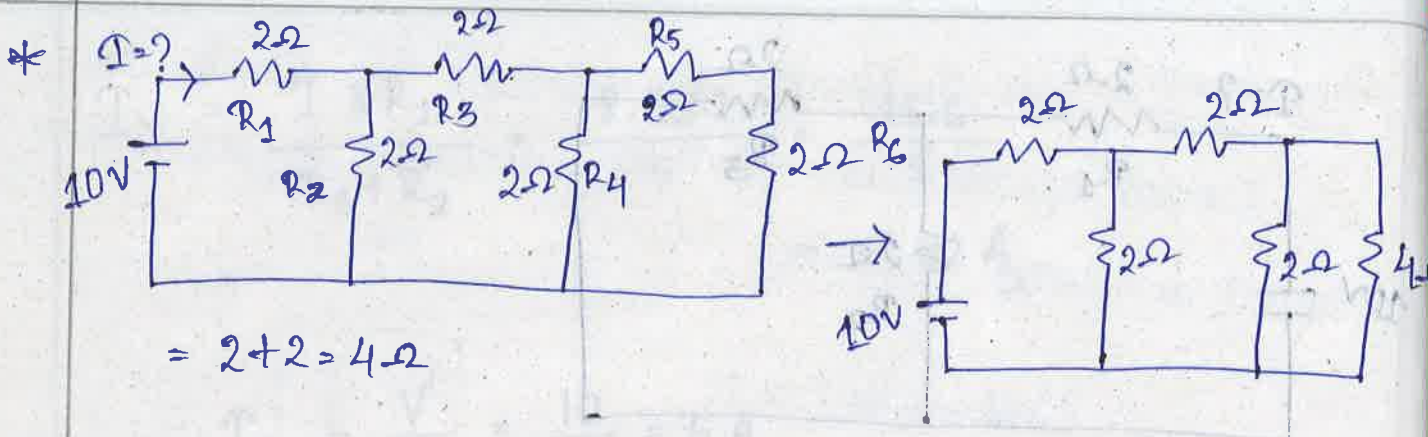 * I=? 2Ω 2Ω R5
R1 R3 2Ω
10V R2 2Ω 2Ω R4 2Ω R6
2Ω 2Ω
→ 10V 2Ω 2Ω 4
= 2+2=4Ω